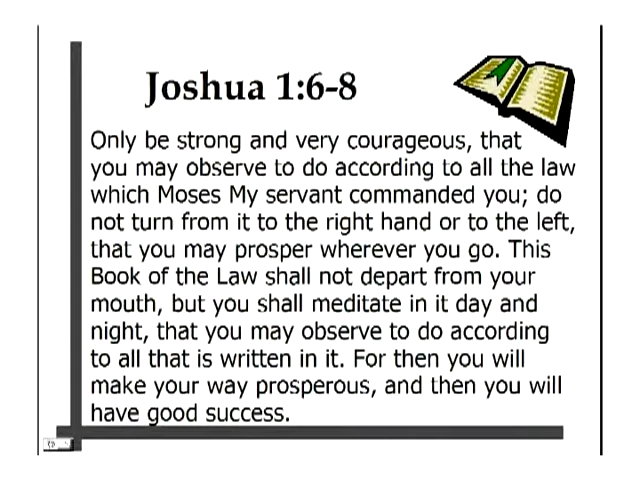 Joshua 1:6-8
Only be strong and very courageous, that
you may observe to do according to all the law
which Moses My servant commanded you; do
not turn from it to the right hand or to the left,
that you may prosper wherever you go. This
Book of the Law shall not depart from your
mouth, but you shall meditate in it day and
night, that you may observe to do according
to all that is written in it. For then you will
make your way prosperous, and then you will
have good success.